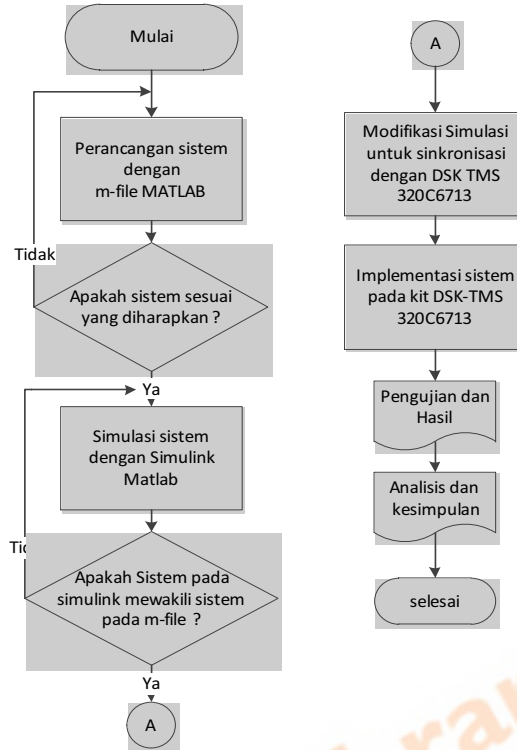 Mulai
Perancangan sistem
dengan
m-file MATLAB
Tidak
Apakah sistem sesuai
yang diharapkan ?
Ya
Simulasi sistem
dengan Simulink
Matlab
Apakah Sistem pada
simulink mewakili sistem
pada m-file ?
Ya
A
A
Modifikasi Simulasi
untuk sinkronisasi
dengan DSK TMS
320C6713
Implementasi sistem
pada kit DSK-TMS
320C6713
Pengujian dan
Hasil
Analisis dan
kesimpulan
selesai